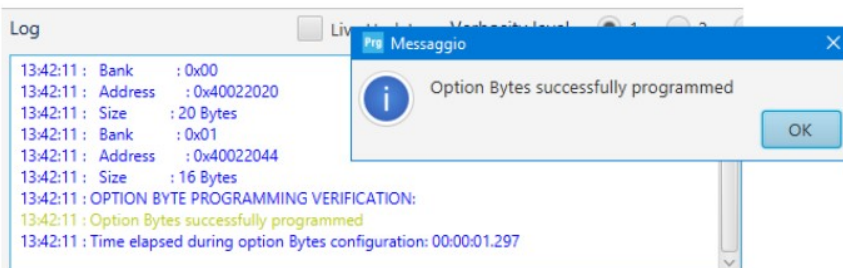 Log
Prg Messaggio
Option Bytes successfully programmed
OK
13:42:11 : Bank : 0x00
13:42:11 : Address : 0x40022020
13:42:11 : Size : 20 Bytes
13:42:11 : Bank : 0x01
13:42:11 : Address : 0x40022044
13:42:11 : Size : 16 Bytes
13:42:11 : OPTION BYTE PROGRAMMING VERIFICATION:
13:42:11 : Option Bytes successfully programmed
13:42:11 : Time elapsed during option Bytes configuration: 00:00:01.297